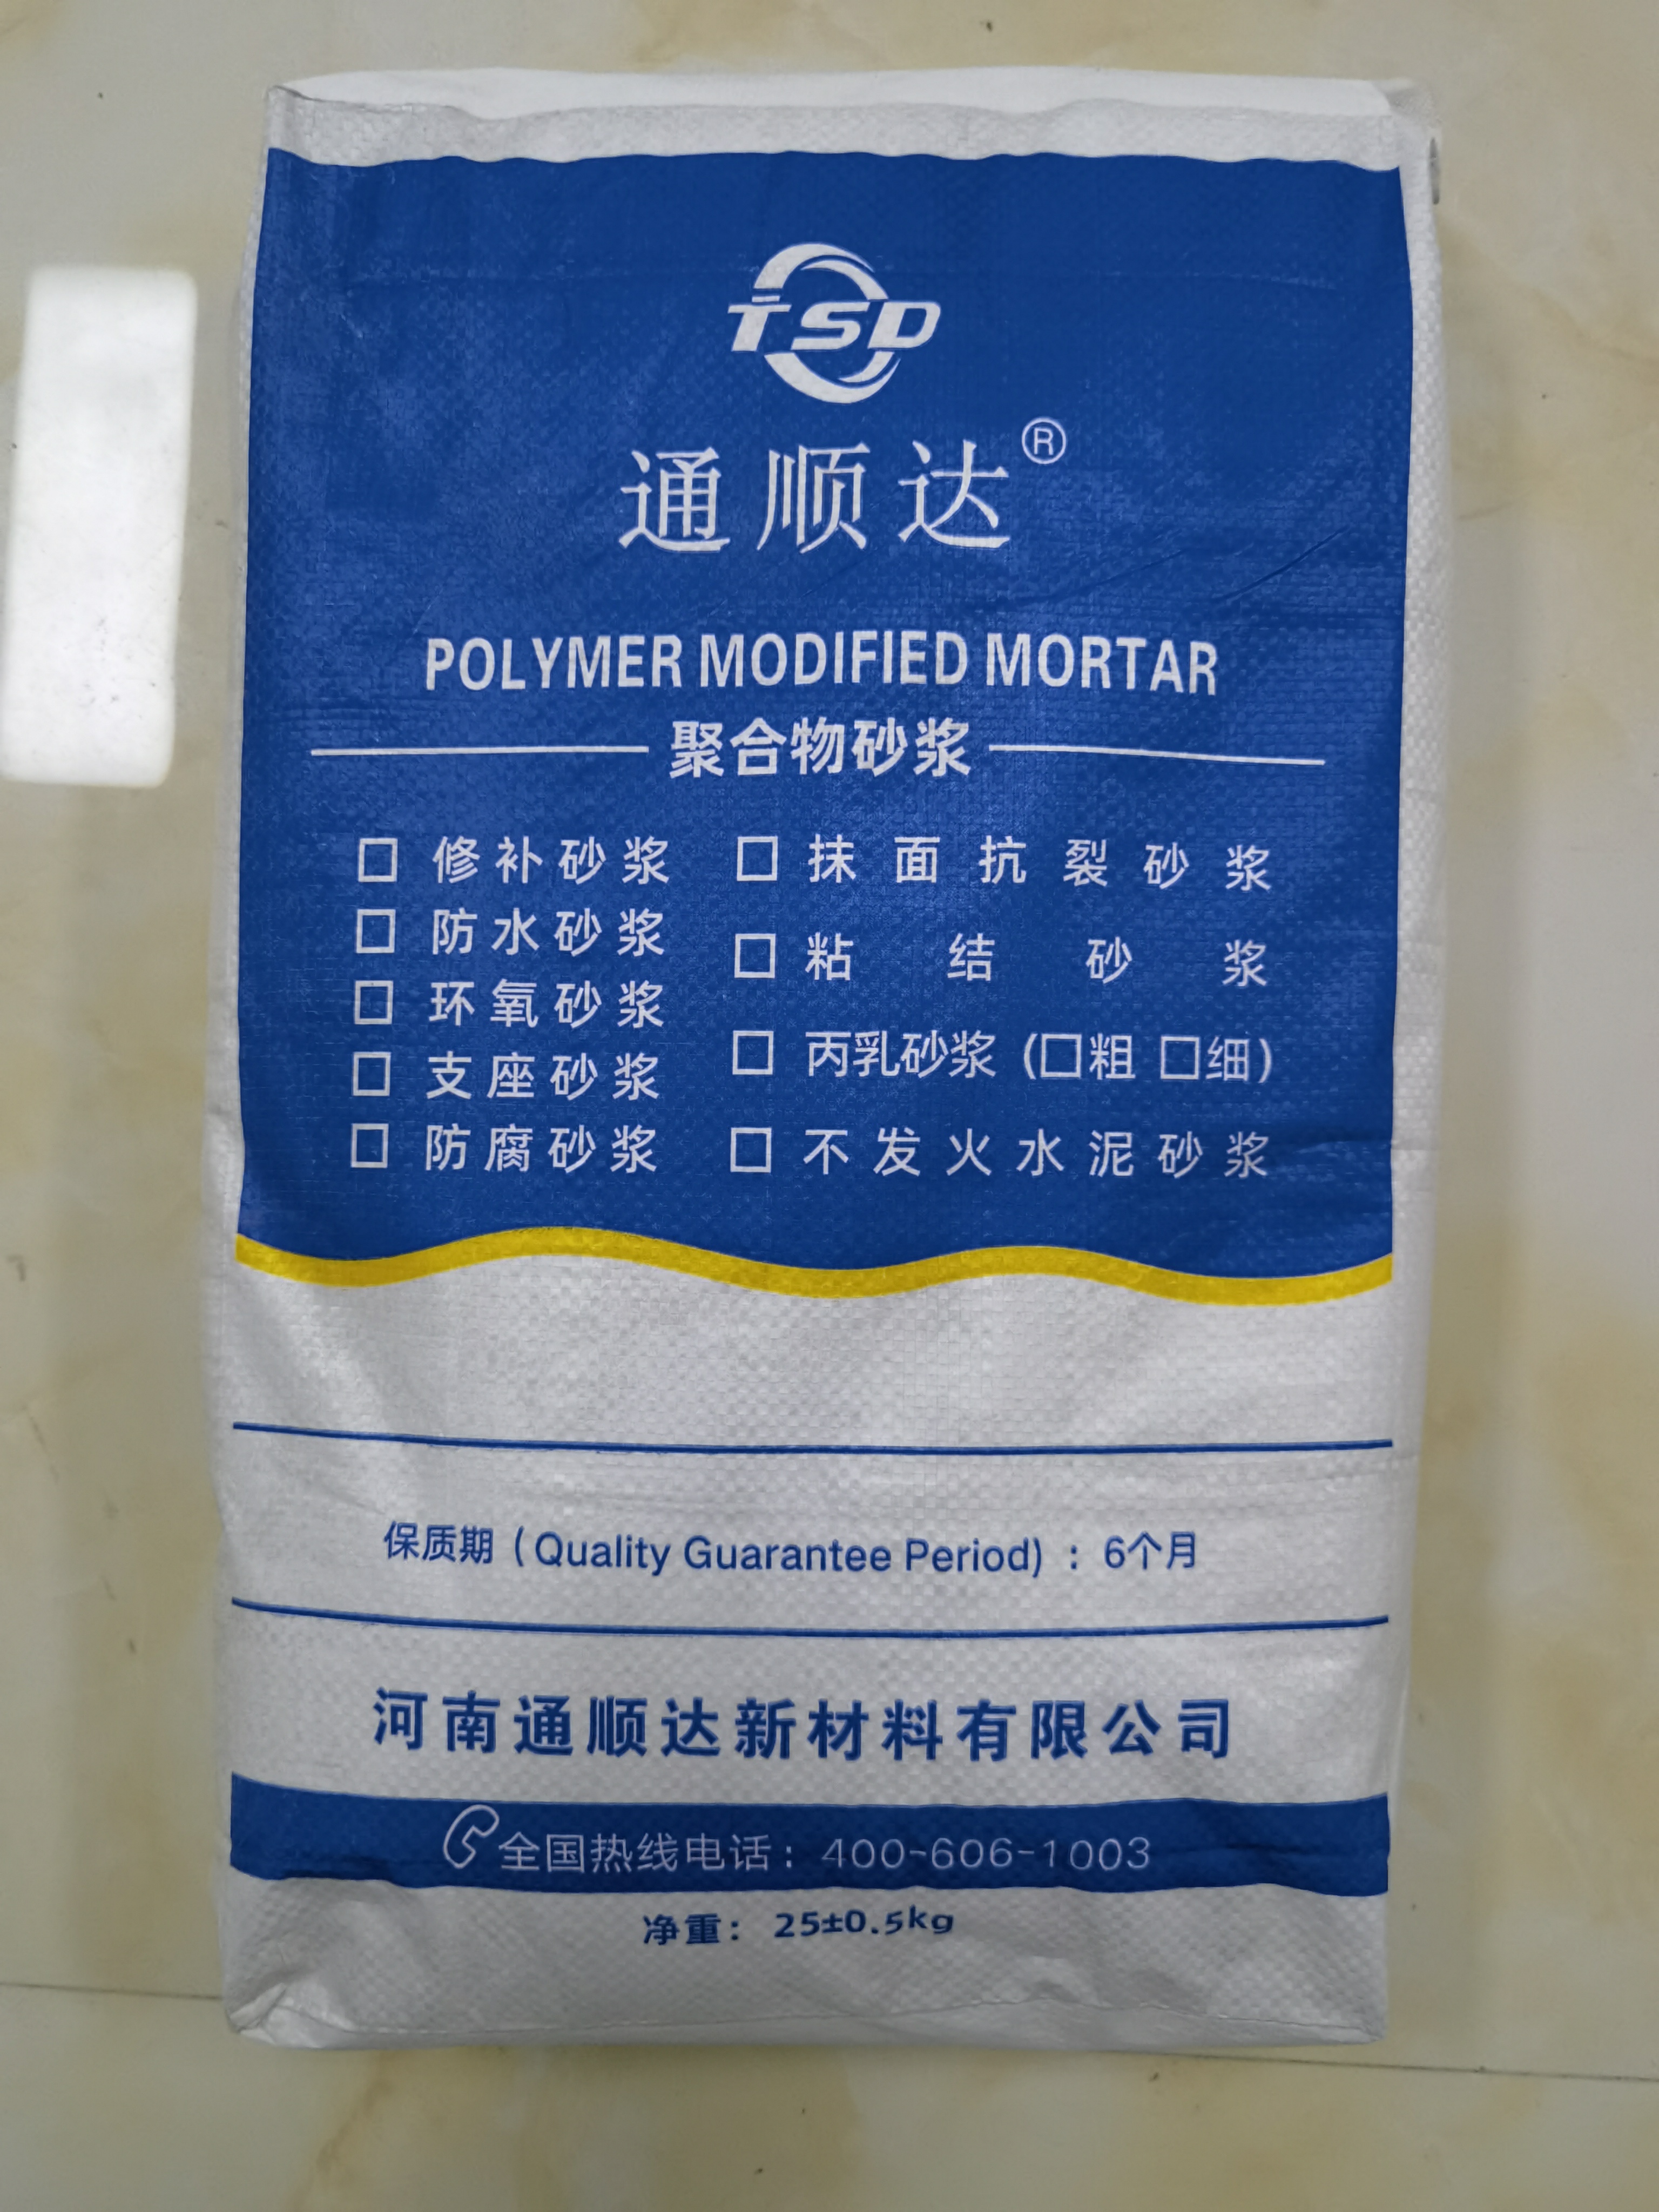 TSD
通顺达®
POLYMER MODIFIED MORTAR
聚合物砂浆
□ 修补砂浆
□ 防水砂浆
□ 环氧砂浆
□ 支座砂浆
□ 防腐砂浆
□ 抹面抗裂砂浆
□ 粘结砂浆
□ 丙乳砂浆 (□粗 □细)
□ 不发火水泥砂浆
保质期 (Quality Guarantee Period) : 6个月
河南通顺达新材料有限公司
全国热线电话: 400-606-1003
净重: 25±0.5kg